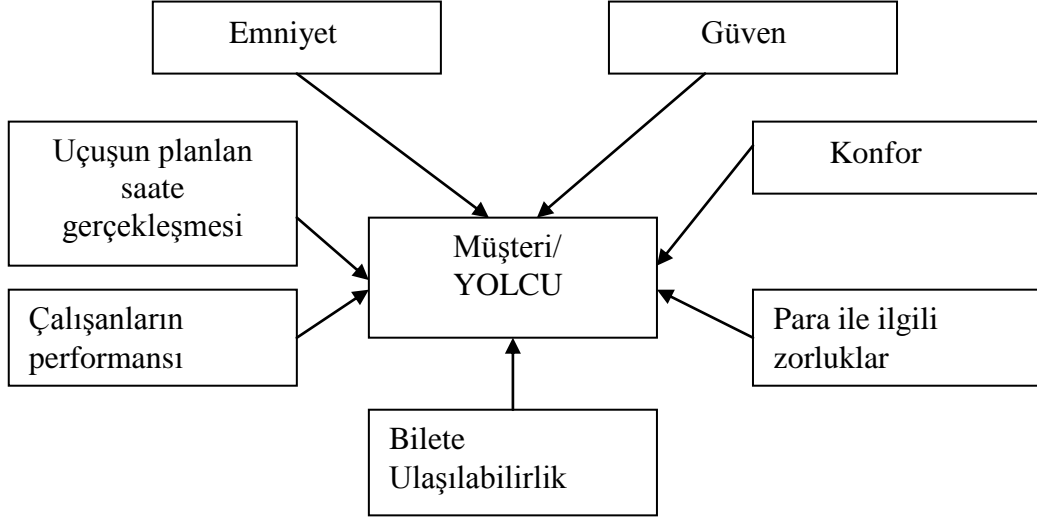 Emniyet
Güven
Uçuşun planlan
saate
gerçekleşmesi
Konfor
Müşteri/
YOLCU
Çalışanların
performansı
Para ile ilgili
zorluklar
Bilete
Ulaşılabilirlik